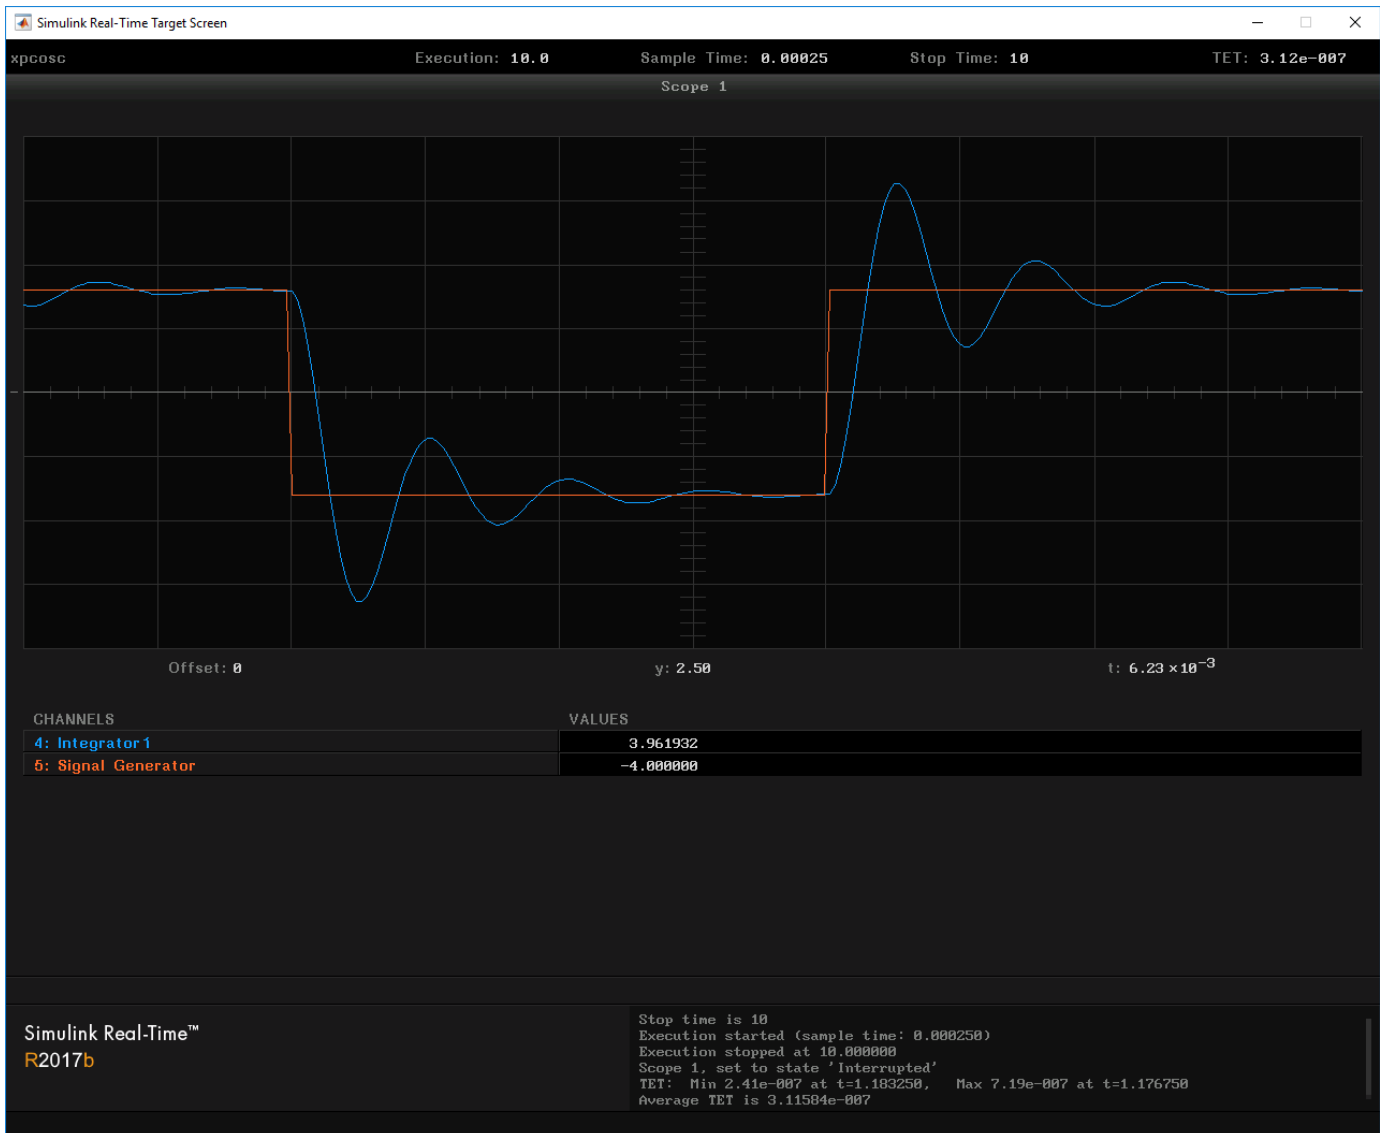 Simulink Real-Time Target Screen
xpcosc Execution: 10.0 Sample Time: 0.00025 Stop Time: 10 TET: 3.12e-007
Scope 1
Offset: 0 y: 2.50 t: 6.23 ×10⁻³
CHANNELS VALUES
4: Integrator1 3.961932
5: Signal Generator -4.000000
Simulink Real-Time™
R2017b
Stop time is 10
Execution started (sample time: 0.000250)
Execution stopped at 10.000000
Scope 1, set to state 'Interrupted'
TET: Min 2.41e-007 at t=1.183250, Max 7.19e-007 at t=1.176750
Average TET is 3.11584e-007